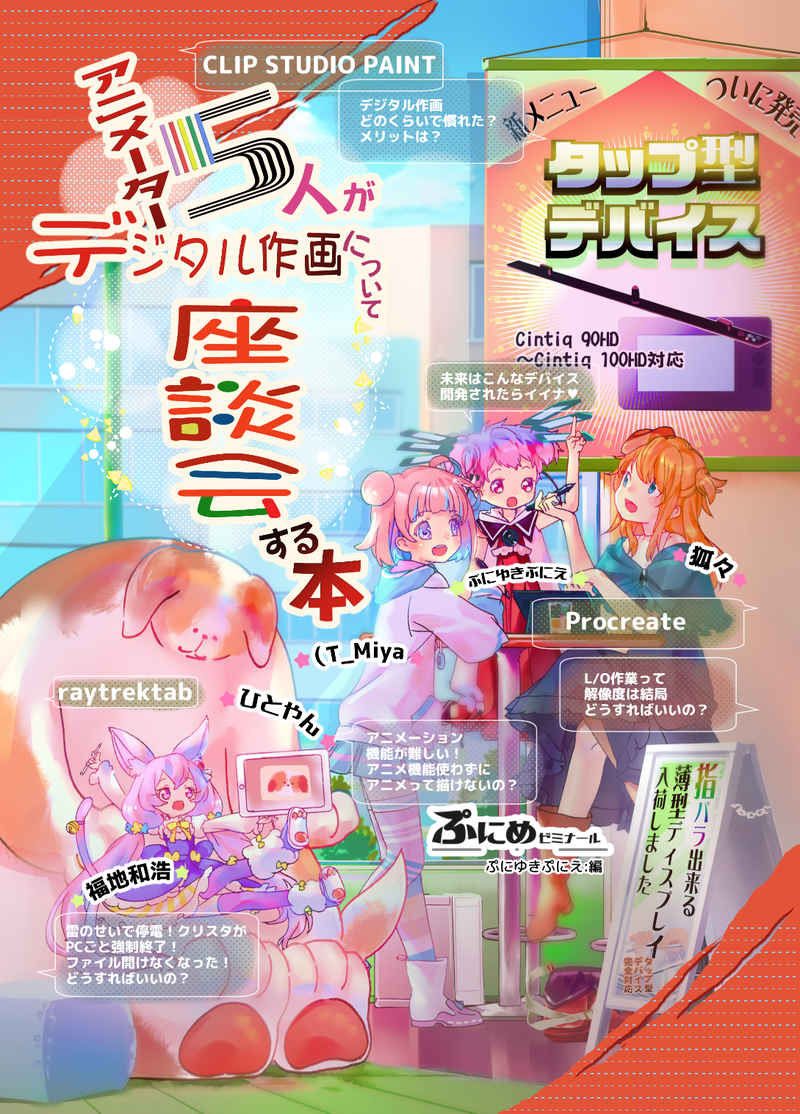 CLIP STUDIO PAINT
デジタル作画
どのくらいで慣れた?
メリットは?
アニメーター5人が
デジタル作画について
座談会
する本
新メニュー
ついに発売
タップ型
デバイス
Cintiq 90HD
~Cintiq 100HD対応
未来はこんなデバイス
開発されたらイイナ♥
ぷにゆきぷにえ
狐々
Procreate
(T_Miya
L/O作業って
解像度は結局
どうすればいいの?
raytrektab
ひとやん
アニメーション
機能が難しい!
アニメ機能使わずに
アニメって描けないの?
ぷにめゼミナール
ぷにゆきぷにえ:編
指パラ出来る
薄型ディスプレイ
入荷しました
タップ型
デバイス
完全対応
福地和浩
雷のせいで停電!クリスタが
PCごと強制終了!
ファイル開けなくなった!
どうすればいいの?